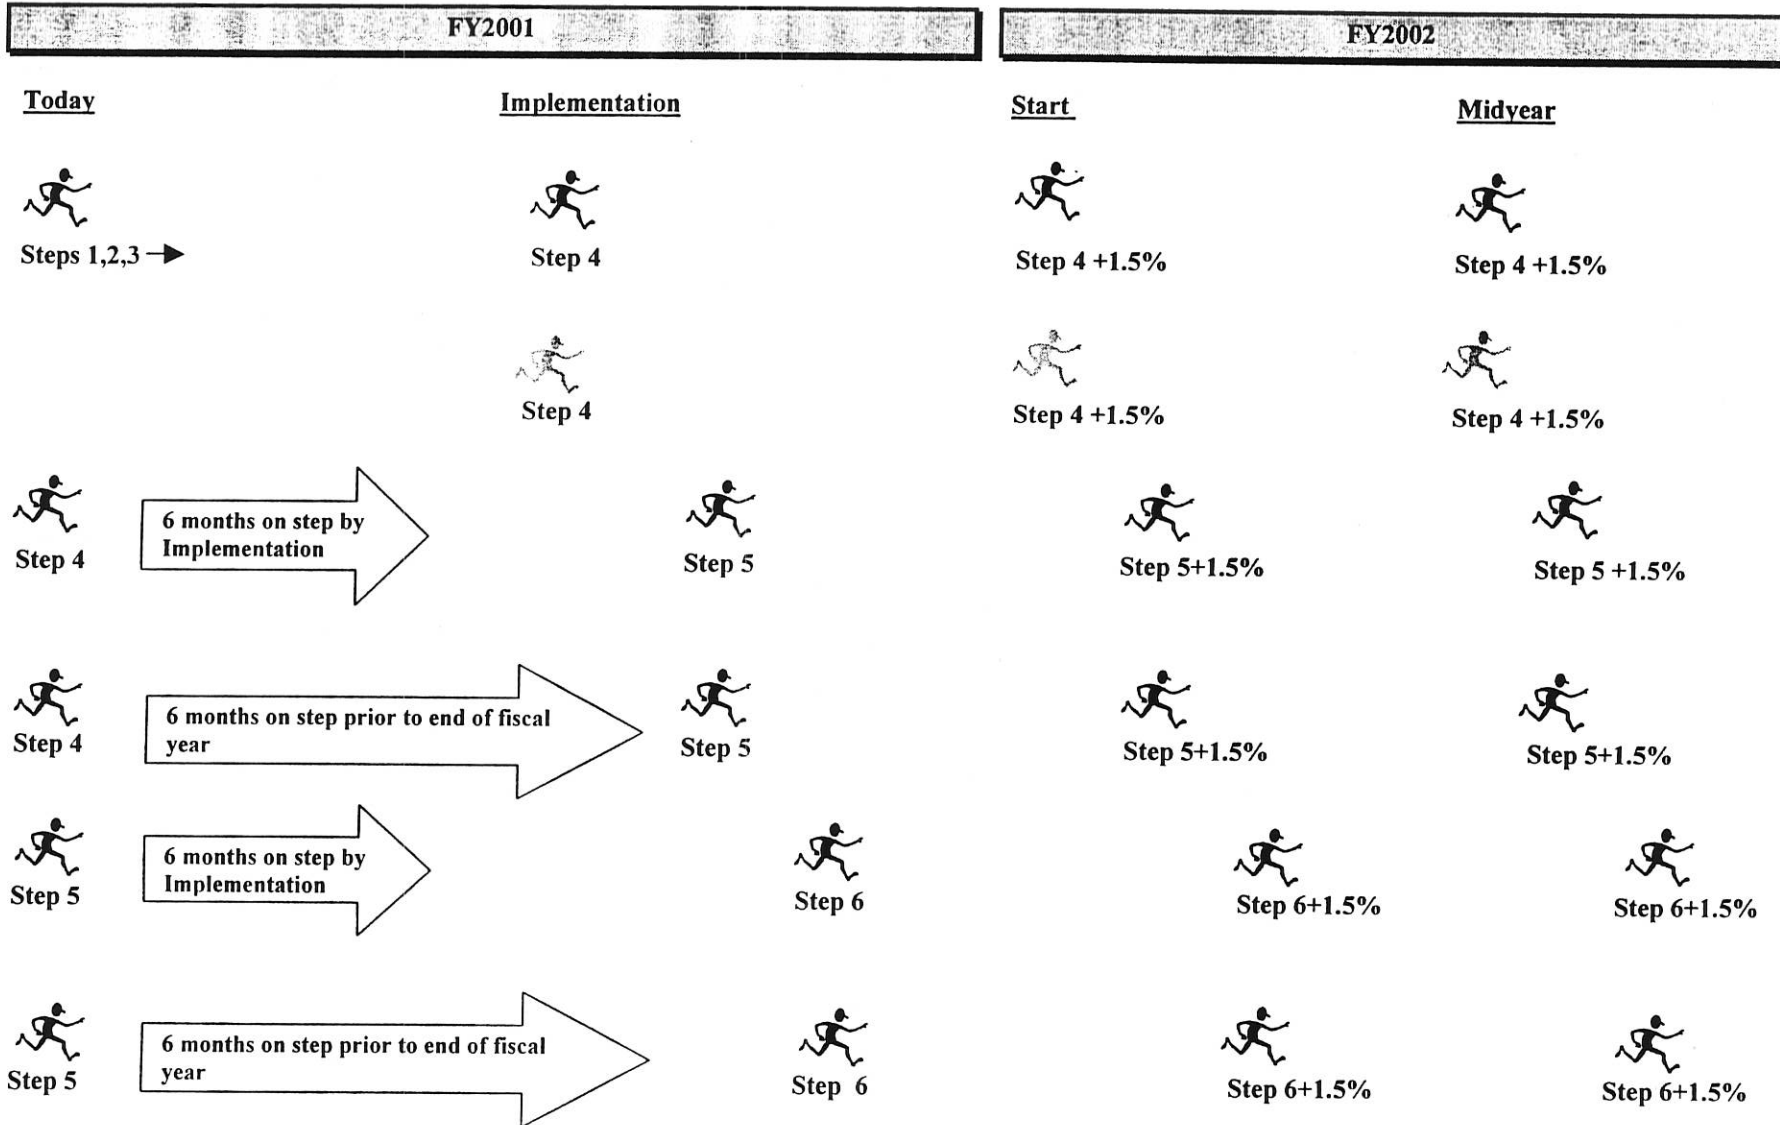 FY2001
FY2002
Today
Implementation
Start
Midyear
Steps 1,2,3
Step 4
Step 4 +1.5%
Step 4 +1.5%
Step 4
Step 4 +1.5%
Step 4 +1.5%
Step 4
6 months on step by
Implementation
Step 5
Step 5+1.5%
Step 5 +1.5%
Step 4
6 months on step prior to end of fiscal
year
Step 5
Step 5+1.5%
Step 5+1.5%
Step 5
6 months on step by
Implementation
Step 6
Step 6+1.5%
Step 6+1.5%
Step 5
6 months on step prior to end of fiscal
year
Step 6
Step 6+1.5%
Step 6+1.5%